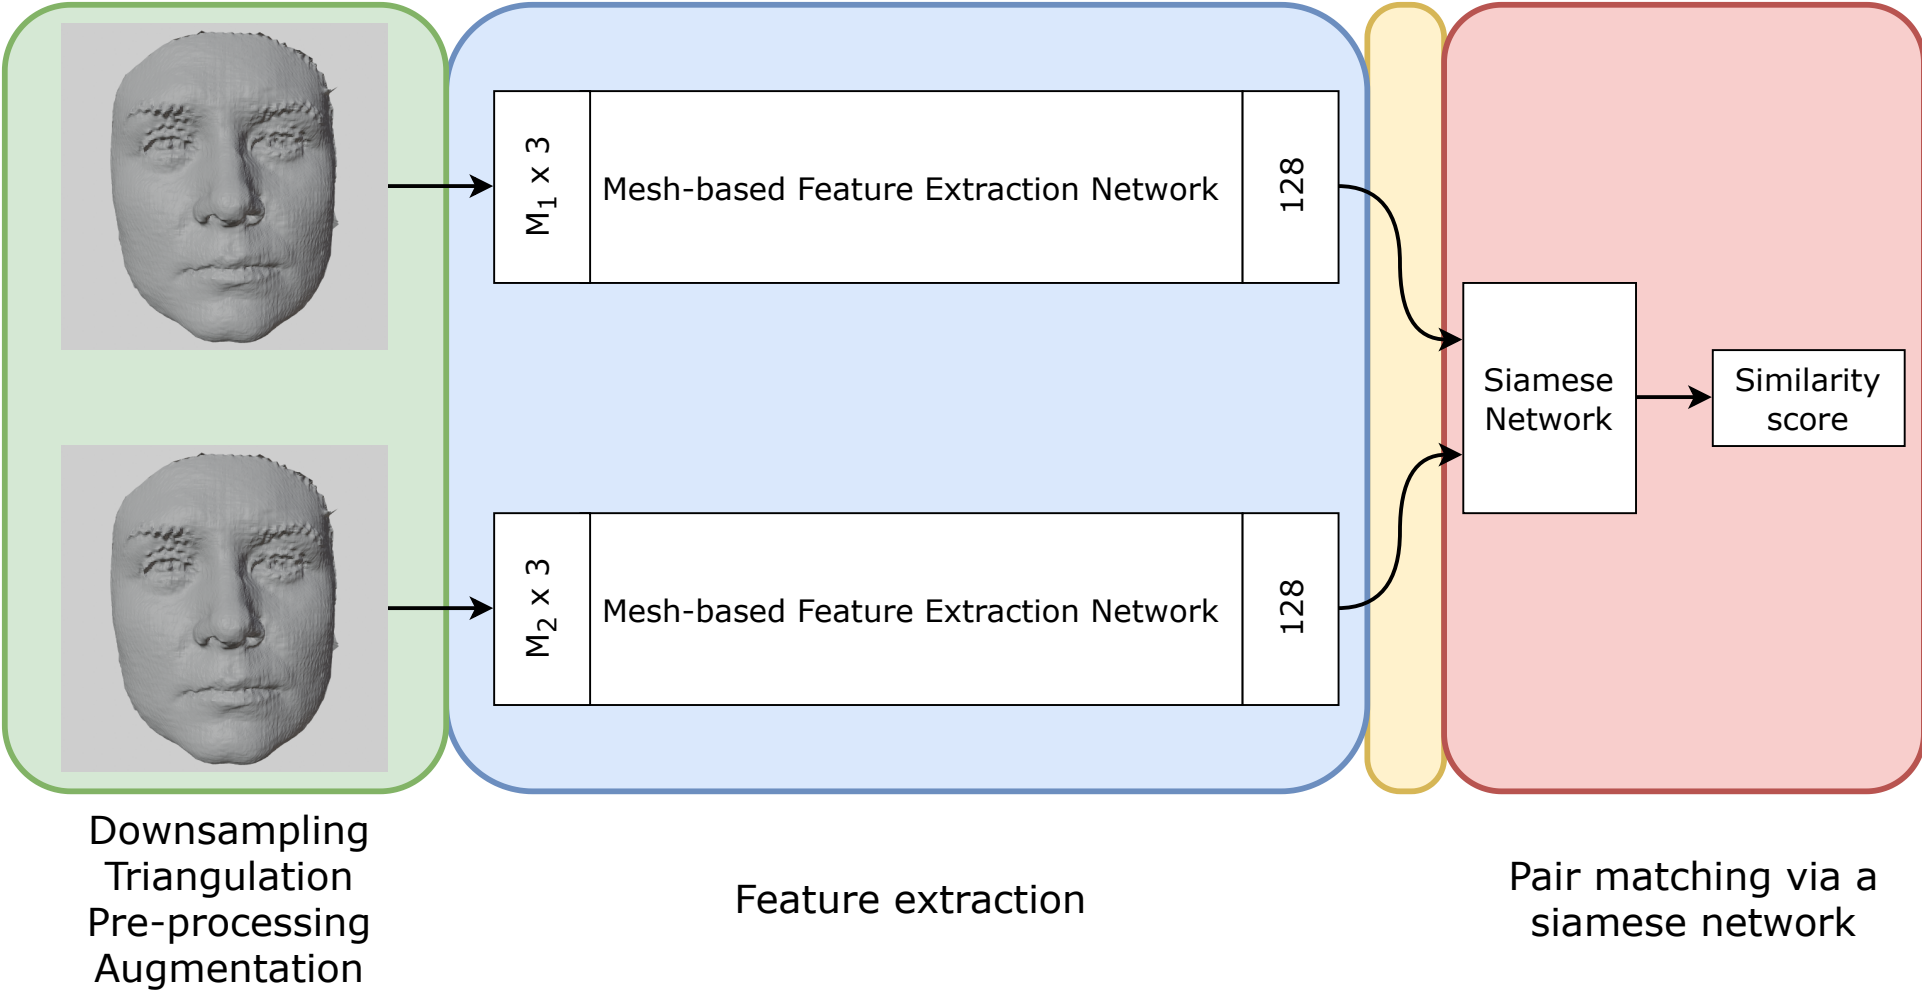 M₁ x 3
Mesh-based Feature Extraction Network
128
Siamese
Network
Similarity
score
M₂ x 3
Mesh-based Feature Extraction Network
128
Downsampling
Triangulation
Pre-processing
Augmentation
Feature extraction
Pair matching via a
siamese network